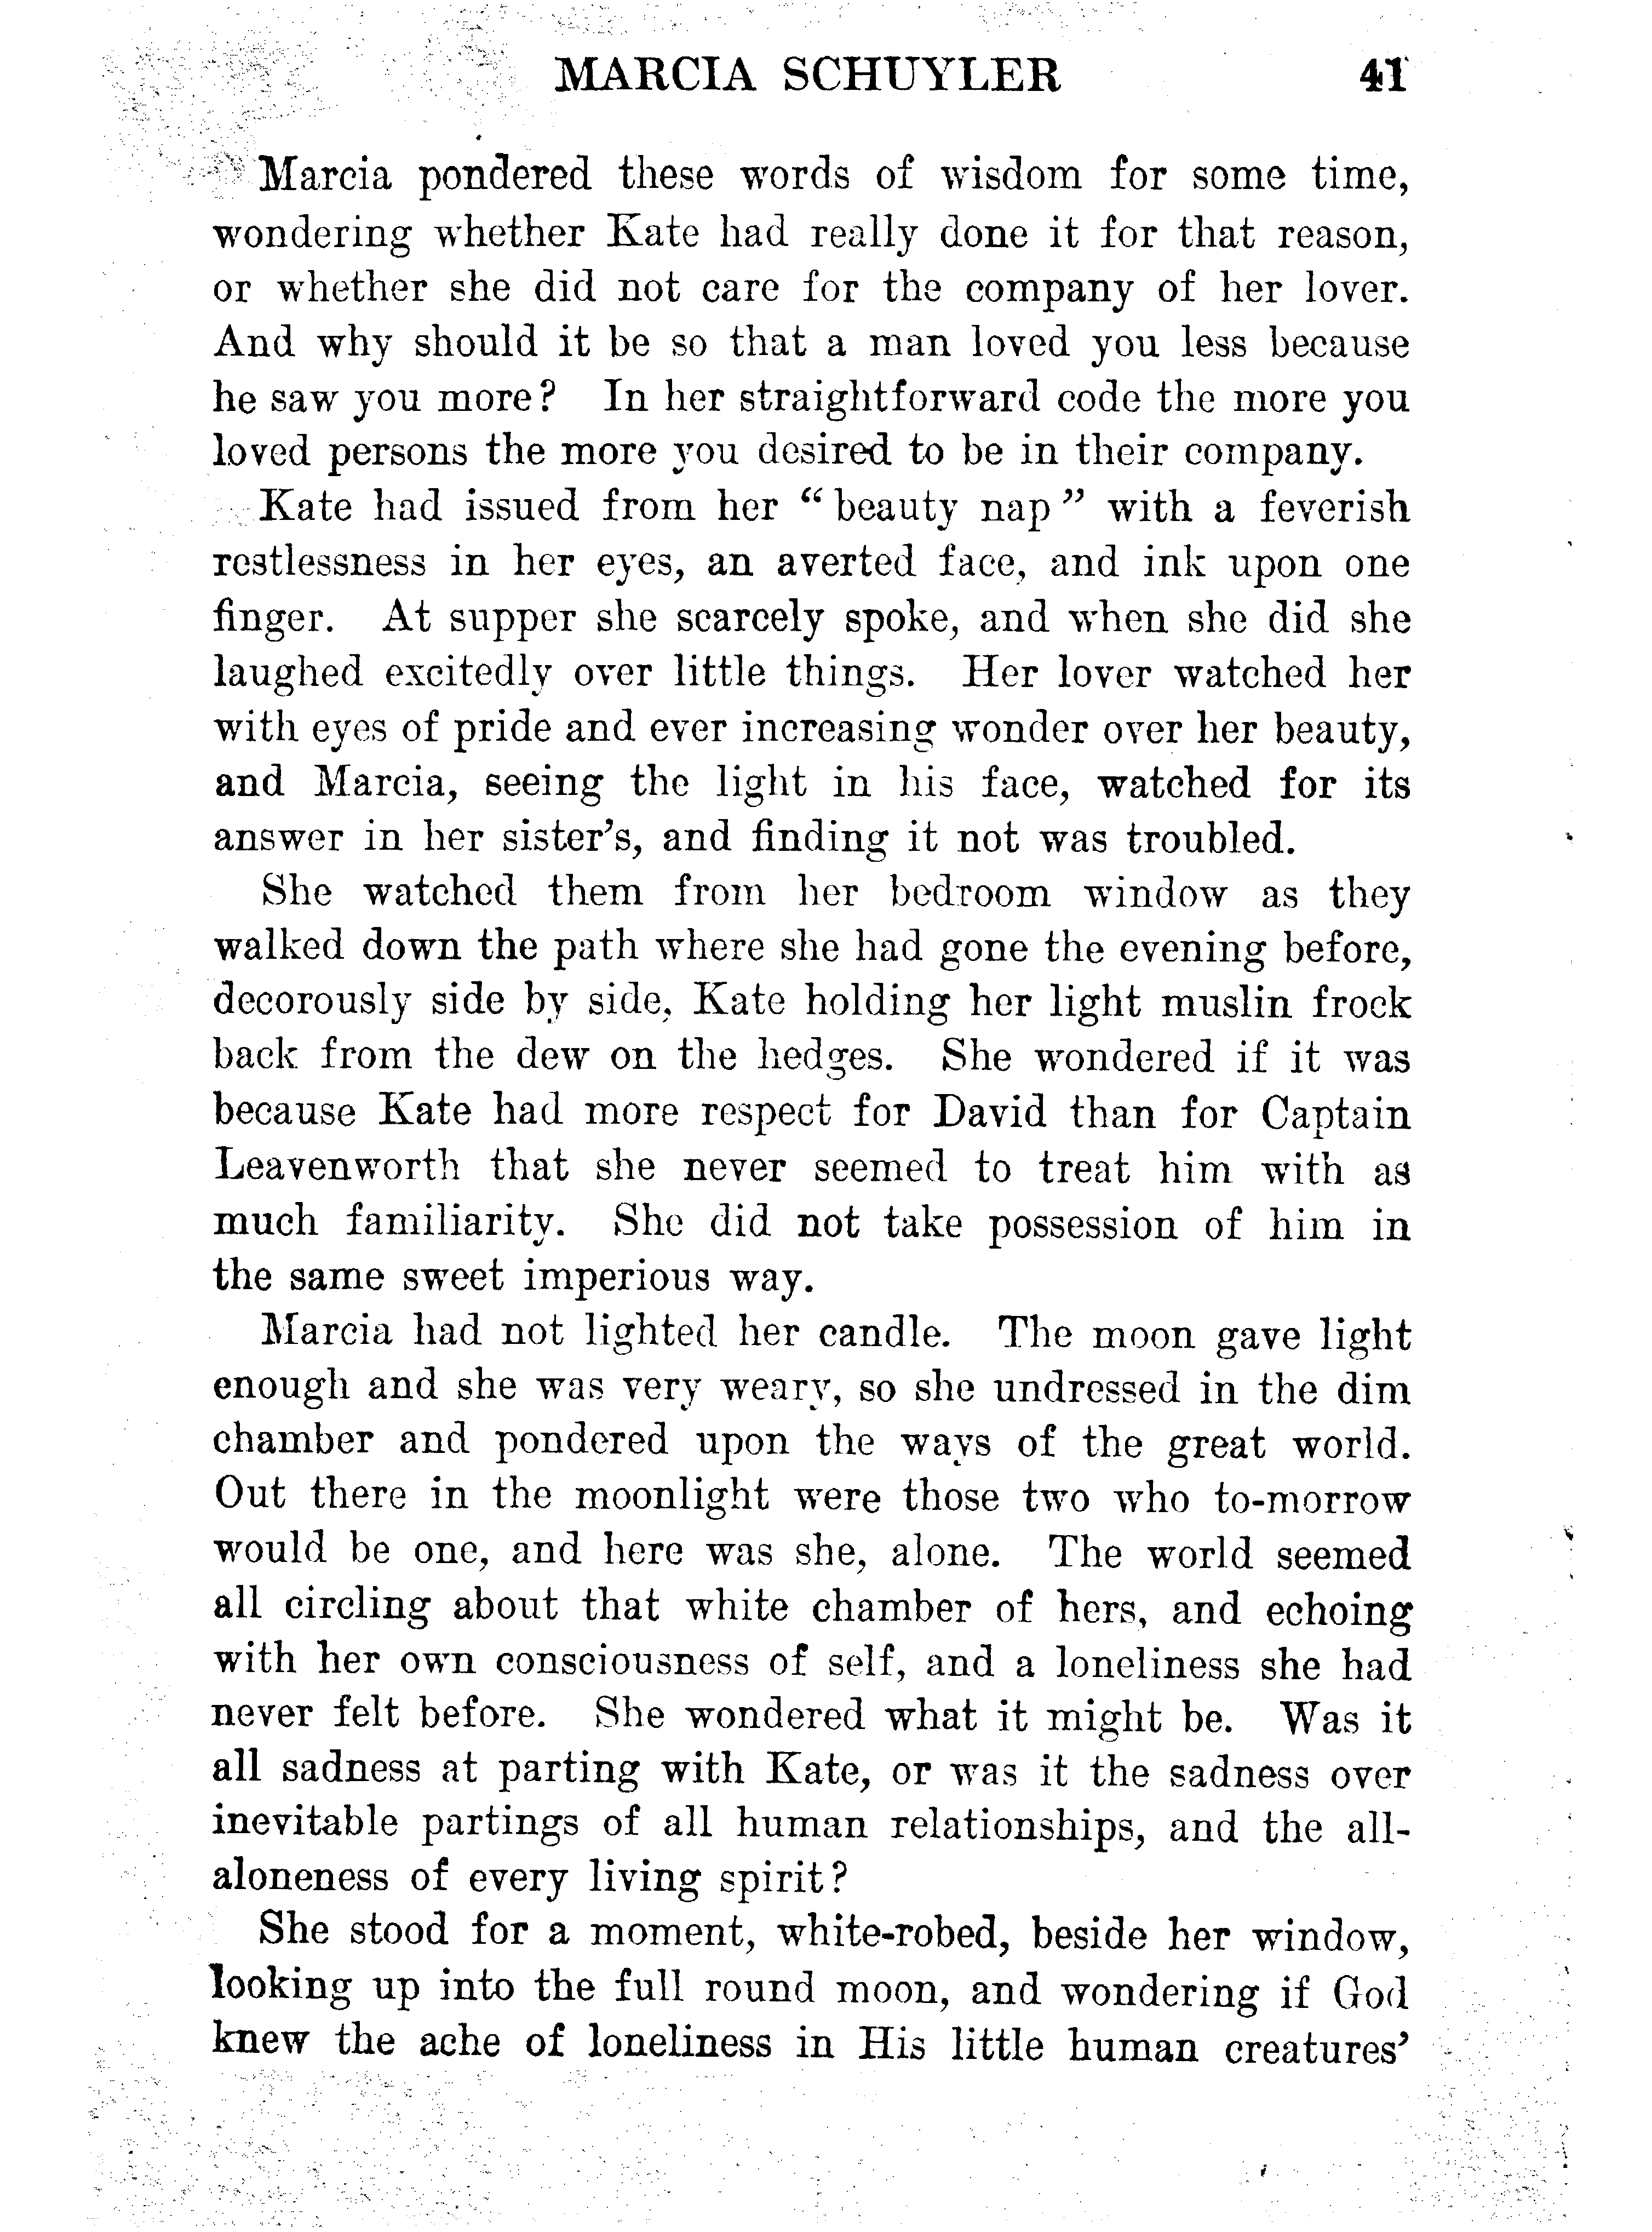 MARCIA SCHUYLER 41
Marcia pondered these words of wisdom for some time,
wondering whether Kate had really done it for that reason,
or whether she did not care for the company of her lover.
And why should it be so that a man loved you less because
he saw you more? In her straightforward code the more you
loved persons the more you desired to be in their company.
Kate had issued from her “ beauty nap ” with a feverish
restlessness in her eyes, an averted face, and ink upon one
finger. At supper she scarcely spoke, and when she did she
laughed excitedly over little things. Her lover watched her
with eyes of pride and ever increasing wonder over her beauty,
and Marcia, seeing the light in his face, watched for its
answer in her sister’s, and finding it not was troubled.
She watched them from her bedroom window as they
walked down the path where she had gone the evening before,
decorously side by side, Kate holding her light muslin frock
back from the dew on the hedges. She wondered if it was
because Kate had more respect for David than for Captain
Leavenworth that she never seemed to treat him with as
much familiarity. She did not take possession of him in
the same sweet imperious way.
Marcia had not lighted her candle. The moon gave light
enough and she was very weary, so she undressed in the dim
chamber and pondered upon the ways of the great world.
Out there in the moonlight were those two who to-morrow
would be one, and here was she, alone. The world seemed
all circling about that white chamber of hers, and echoing
with her own consciousness of self, and a loneliness she had
never felt before. She wondered what it might be. Was it
all sadness at parting with Kate, or was it the sadness over
inevitable partings of all human relationships, and the all-
aloneness of every living spirit?
She stood for a moment, white-robed, beside her window,
looking up into the full round moon, and wondering if God
knew the ache of loneliness in His little human creatures’